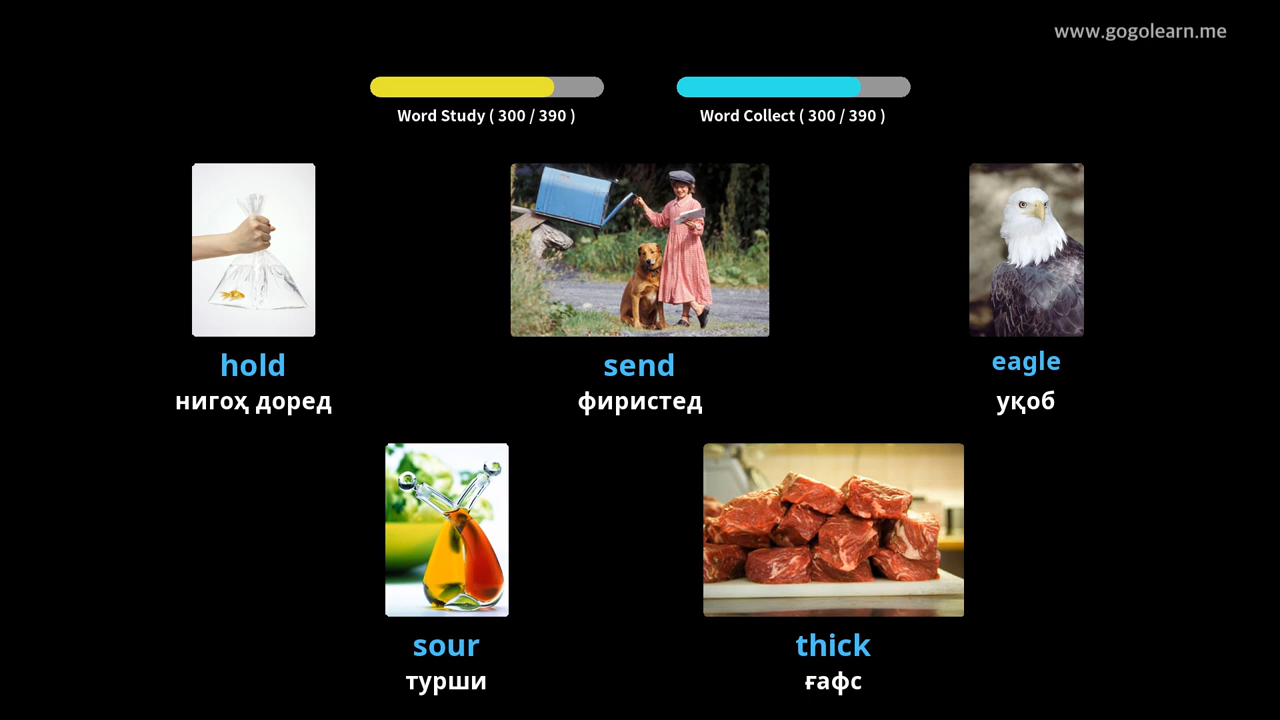 www.gogolearn.me
Word Study ( 300 / 390 )
Word Collect ( 300 / 390 )
hold
нигоҳ доред
send
фиристед
eagle
уқоб
sour
турши
thick
ғафс